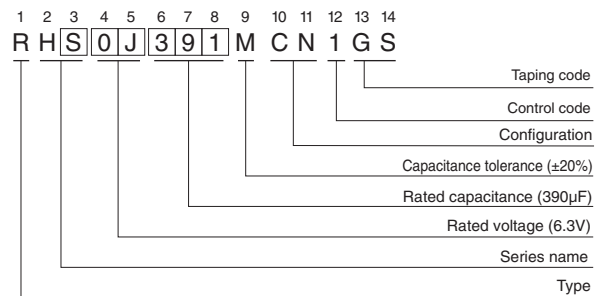 1 2 3 4 5 6 7 8 9 10 11 12 13 14
R H S 0 J 3 9 1 M C N 1 G S
Taping code
Control code
Configuration
Capacitance tolerance (±20%)
Rated capacitance (390μF)
Rated voltage (6.3V)
Series name
Type